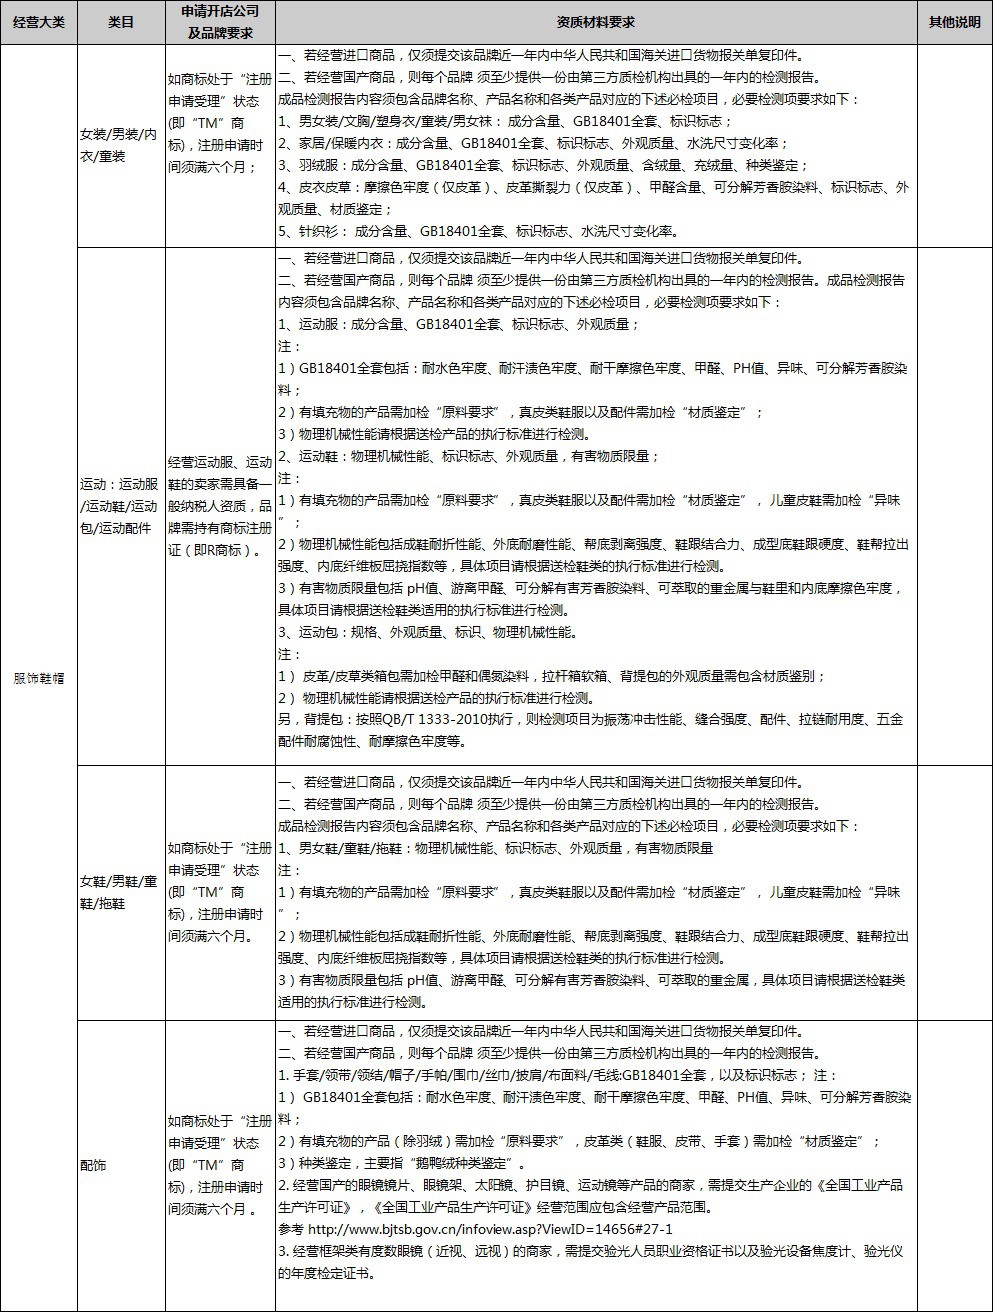 经营大类
类目
申请开店公司
及品牌要求
资质材料要求
其他说明
服饰鞋帽
女装/男装/内
衣/童装
如商标处于“注册
申请受理”状态
(即“TM”商
标)，注册申请时
间须满六个月；
一、若经营进口商品，仅须提交该品牌近一年内中华人民共和国海关进口货物报关单复印件。
二、若经营国产商品，则每个品牌 须至少提供一份由第三方质检机构出具的一年内的检测报告。
成品检测报告内容须包含品牌名称、产品名称和各类产品对应的下述必检项目，必要检测项要求如下：
1、男女装/文胸/塑身衣/童装/男女袜： 成分含量、GB18401全套、标识标志；
2、家居/保暖内衣：成分含量、GB18401全套、标识标志、外观质量、水洗尺寸变化率；
3、羽绒服：成分含量、GB18401全套、标识标志、外观质量、含绒量、充绒量、种类鉴定；
4、皮衣皮草：摩擦色牢度（仅皮革）、皮革撕裂力（仅皮革）、甲醛含量、可分解芳香胺染料、标识标志、外
观质量、材质鉴定；
5、针织衫： 成分含量、GB18401全套、标识标志、水洗尺寸变化率。
运动：运动服
/运动鞋/运动
包/运动配件
经营运动服、运动
鞋的卖家需具备一
般纳税人资质，品
牌需持有商标注册
证（即R商标）。
一、若经营进口商品，仅须提交该品牌近一年内中华人民共和国海关进口货物报关单复印件。
二、若经营国产商品，则每个品牌 须至少提供一份由第三方质检机构出具的一年内的检测报告。成品检测报告
内容须包含品牌名称、产品名称和各类产品对应的下述必检项目，必要检测项要求如下：
1、运动服：成分含量、GB18401全套、标识标志、外观质量；
注：
1）GB18401全套包括：耐水色牢度、耐汗渍色牢度、耐干摩擦色牢度、甲醛、PH值、异味、可分解芳香胺染
料；
2）有填充物的产品需加检“原料要求”，真皮类鞋服以及配件需加检“材质鉴定”；
3）物理机械性能请根据送检产品的执行标准进行检测。
2、运动鞋：物理机械性能、标识标志、外观质量，有害物质限量；
注：
1）有填充物的产品需加检“原料要求”，真皮类鞋服以及配件需加检“材质鉴定”， 儿童皮鞋需加检“异味
”；
2）物理机械性能包括成鞋耐折性能、外底耐磨性能、帮底剥离强度、鞋跟结合力、成型底鞋跟硬度、鞋帮拉出
强度、内底纤维板屈挠指数等，具体项目请根据送检鞋类的执行标准进行检测。
3）有害物质限量包括 pH值、游离甲醛、可分解有害芳香胺染料、可萃取的重金属与鞋里和内底摩擦色牢度，
具体项目请根据送检鞋类适用的执行标准进行检测。
3、运动包：规格、外观质量、标识、物理机械性能。
注：
1） 皮革/皮草类箱包需加检甲醛和偶氮染料，拉杆箱软箱、背提包的外观质量需包含材质鉴别；
2） 物理机械性能请根据送检产品的执行标准进行检测。
另，背提包：按照QB/T 1333-2010执行，则检测项目为振荡冲击性能、缝合强度、配件、拉链耐用度、五金
配件耐腐蚀性、耐摩擦色牢度等。
女鞋/男鞋/童
鞋/拖鞋
如商标处于“注册
申请受理”状态
(即“TM”商
标)，注册申请时
间须满六个月。
一、若经营进口商品，仅须提交该品牌近一年内中华人民共和国海关进口货物报关单复印件。
二、若经营国产商品，则每个品牌 须至少提供一份由第三方质检机构出具的一年内的检测报告。
成品检测报告内容须包含品牌名称、产品名称和各类产品对应的下述必检项目，必要检测项要求如下：
1、男女鞋/童鞋/拖鞋：物理机械性能、标识标志、外观质量，有害物质限量
注：
1）有填充物的产品需加检“原料要求”，真皮类鞋服以及配件需加检“材质鉴定”， 儿童皮鞋需加检“异味
”；
2）物理机械性能包括成鞋耐折性能、外底耐磨性能、帮底剥离强度、鞋跟结合力、成型底鞋跟硬度、鞋帮拉出
强度、内底纤维板屈挠指数等，具体项目请根据送检鞋类的执行标准进行检测。
3）有害物质限量包括 pH值、游离甲醛、可分解有害芳香胺染料、可萃取的重金属，具体项目请根据送检鞋类
适用的执行标准进行检测。
配饰
如商标处于“注册
申请受理”状态
(即“TM”商
标)，注册申请时
间须满六个月 。
一、若经营进口商品，仅须提交该品牌近一年内中华人民共和国海关进口货物报关单复印件。
二、若经营国产商品，则每个品牌 须至少提供一份由第三方质检机构出具的一年内的检测报告。
1. 手套/领带/领结/帽子/手帕/围巾/丝巾/披肩/布面料/毛线:GB18401全套，以及标识标志； 注：
1） GB18401全套包括：耐水色牢度、耐汗渍色牢度、耐干摩擦色牢度、甲醛、PH值、异味、可分解芳香胺染
料；
2）有填充物的产品（除羽绒）需加检“原料要求”，皮革类（鞋服、皮带、手套）需加检“材质鉴定”；
3）种类鉴定，主要指“鹅鸭绒种类鉴定”。
2. 经营国产的眼镜镜片、眼镜架、太阳镜、护目镜、运动镜等产品的商家，需提交生产企业的《全国工业产品
生产许可证》，《全国工业产品生产许可证》经营范围应包含经营产品范围。
参考 http://www.bjtsb.gov.cn/infoview.asp?ViewID=14656#27-1
3. 经营框架类有度数眼镜（近视、远视）的商家，需提交验光人员职业资格证书以及验光设备焦度计、验光仪
的年度检定证书。